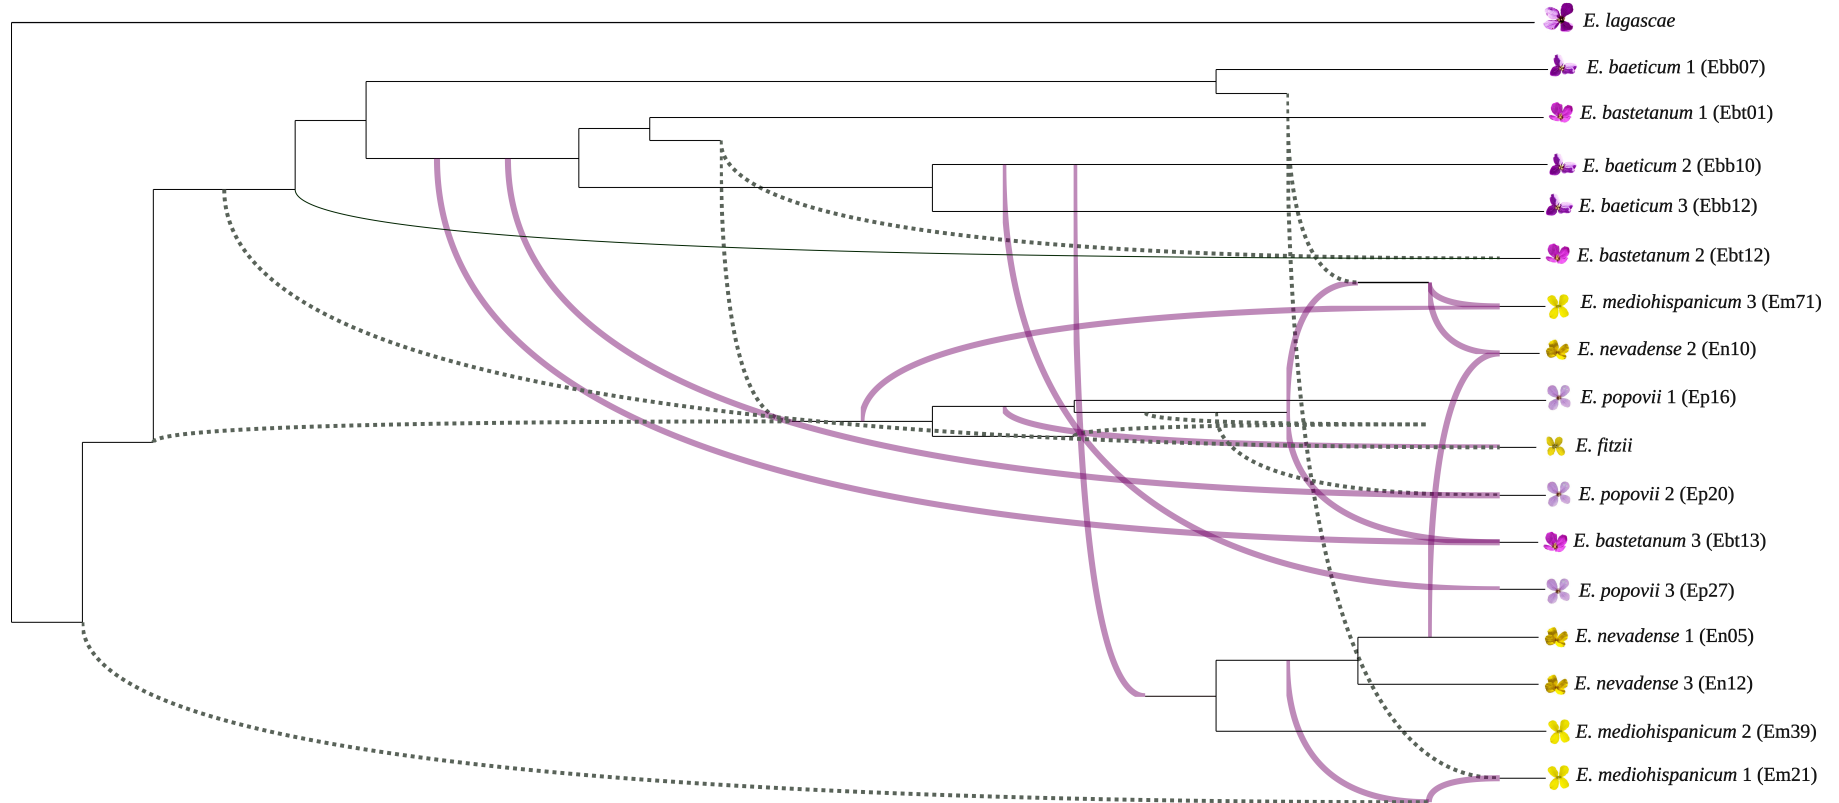 E. lagascae
E. baeticum 1 (Ebb07)
E. bastetanum 1 (Ebt01)
E. baeticum 2 (Ebb10)
E. baeticum 3 (Ebb12)
E. bastetanum 2 (Ebt12)
E. mediohispanicum 3 (Em71)
E. nevadense 2 (En10)
E. popovii 1 (Ep16)
E. fitzii
E. popovii 2 (Ep20)
E. bastetanum 3 (Ebt13)
E. popovii 3 (Ep27)
E. nevadense 1 (En05)
E. nevadense 3 (En12)
E. mediohispanicum 2 (Em39)
E. mediohispanicum 1 (Em21)